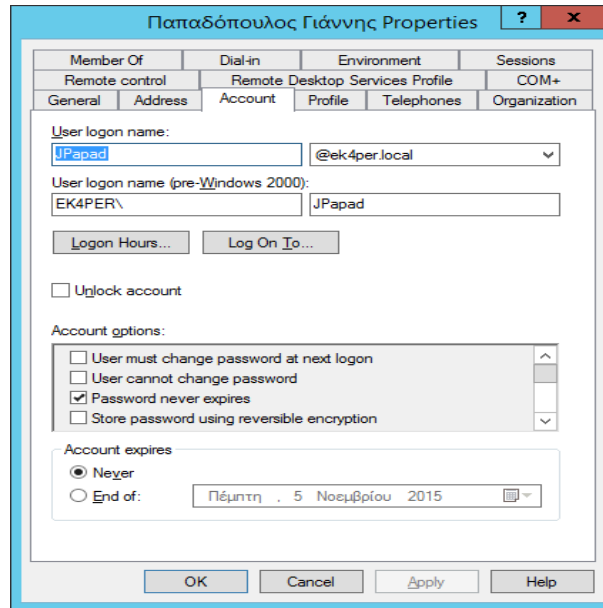 Παπαδόπουλος Γιάννης Properties ? x
Member Of Dial-in Environment Sessions
Remote control Remote Desktop Services Profile COM+
General Address Account Profile Telephones Organization
User logon name:
JPapad @ek4per.local
User logon name (pre-Windows 2000):
EK4PER\ JPapad
Logon Hours... Log On To...
Unlock account
Account options:
User must change password at next logon
User cannot change password
Password never expires
Store password using reversible encryption
Account expires
Never
End of: Πέμπτη , 5 Νοεμβρίου 2015
OK Cancel Apply Help